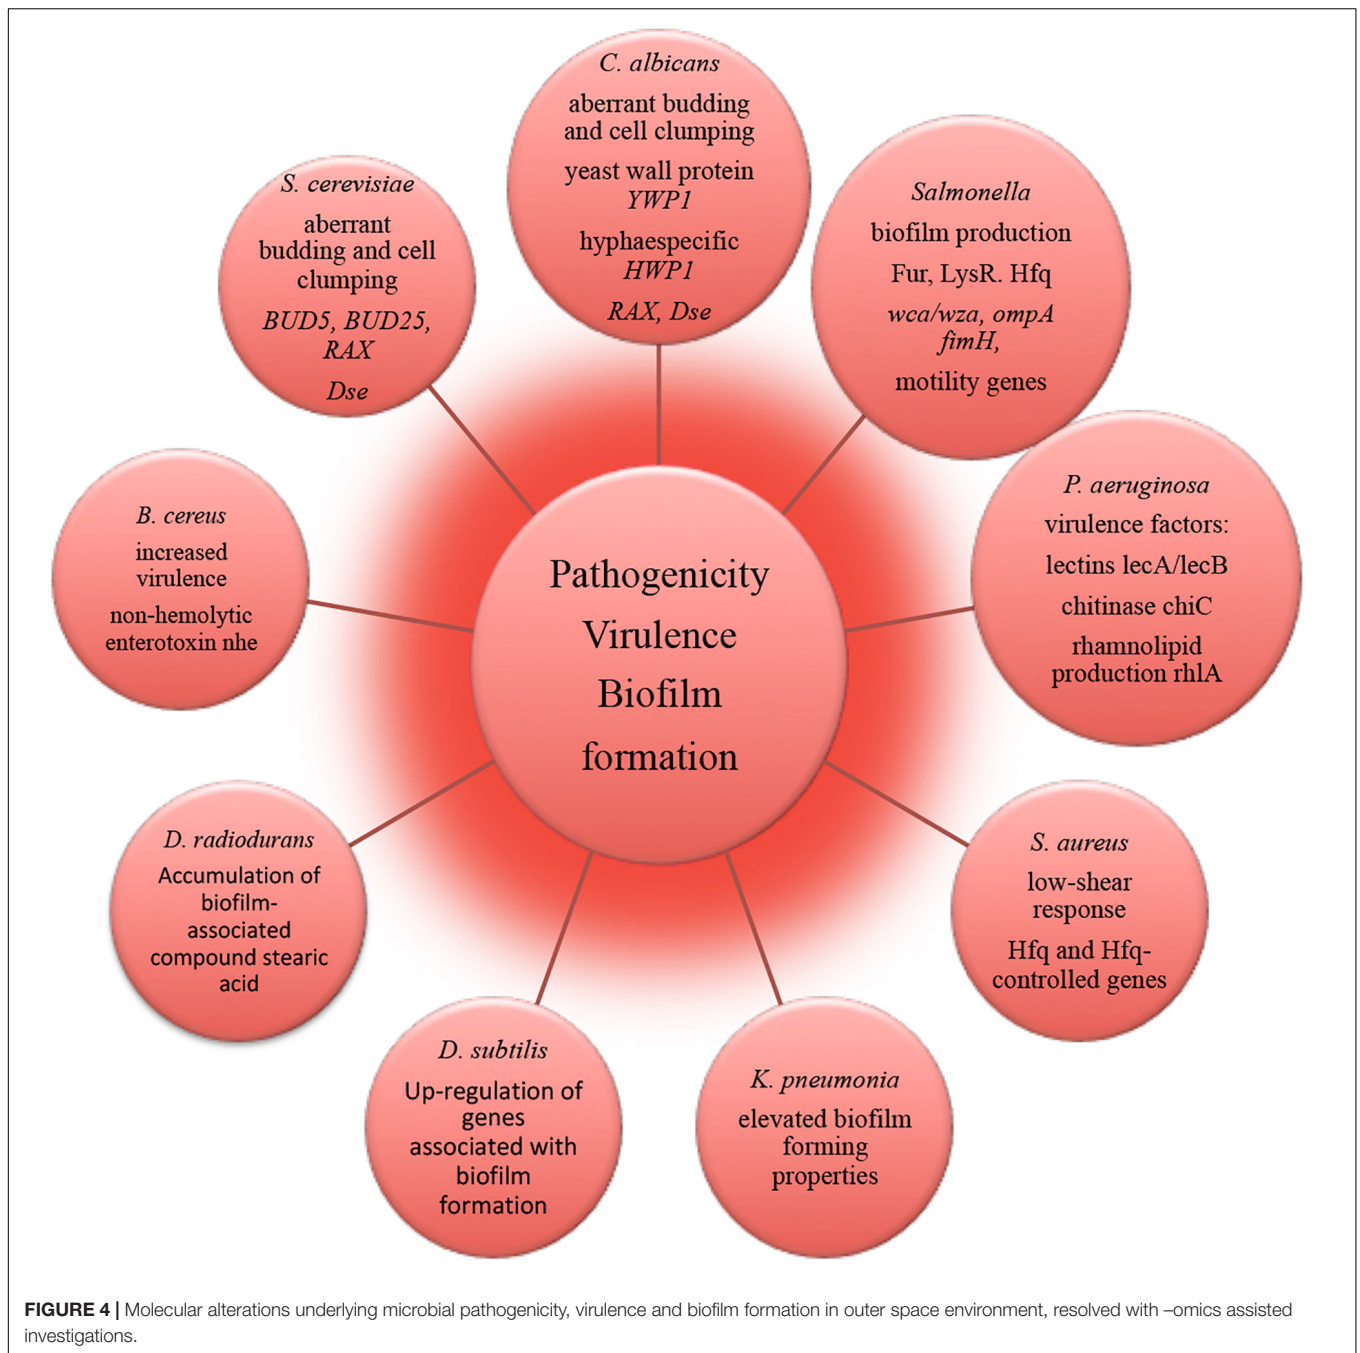 C. albicans
aberrant budding
and cell clumping
yeast wall protein
YWP1
hyphaespecific
HWP1
RAX, Dse
Salmonella
biofilm production
Fur, LysR. Hfq
wca/wza, ompA
fimH,
motility genes
P. aeruginosa
virulence factors:
lectins lecA/lecB
chitinase chiC
rhamnolipid
production rhlA
S. aureus
low-shear
response
Hfq and Hfq-
controlled genes
K. pneumonia
elevated biofilm
forming
properties
D. subtilis
Up-regulation of
genes
associated with
biofilm
formation
D. radiodurans
Accumulation of
biofilm-
associated
compound stearic
acid
B. cereus
increased
virulence
non-hemolytic
enterotoxin nhe
S. cerevisiae
aberrant
budding and cell
clumping
BUD5, BUD25,
RAX
Dse
Pathogenicity
Virulence
Biofilm
formation
FIGURE 4 | Molecular alterations underlying microbial pathogenicity, virulence and biofilm formation in outer space environment, resolved with –omics assisted
investigations.